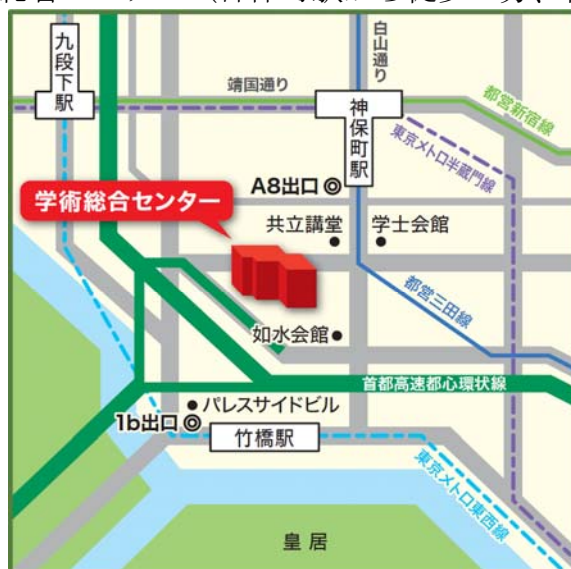 九段下駅
白山通り
靖国通り
神保町駅
都営新宿線
東京メトロ半蔵門線
A8出口
学術総合センター
共立講堂
学士会館
都営三田線
如水会館
首都高速都心環状線
パレスサイドビル
1b出口
竹橋駅
東京メトロ東西線
皇居